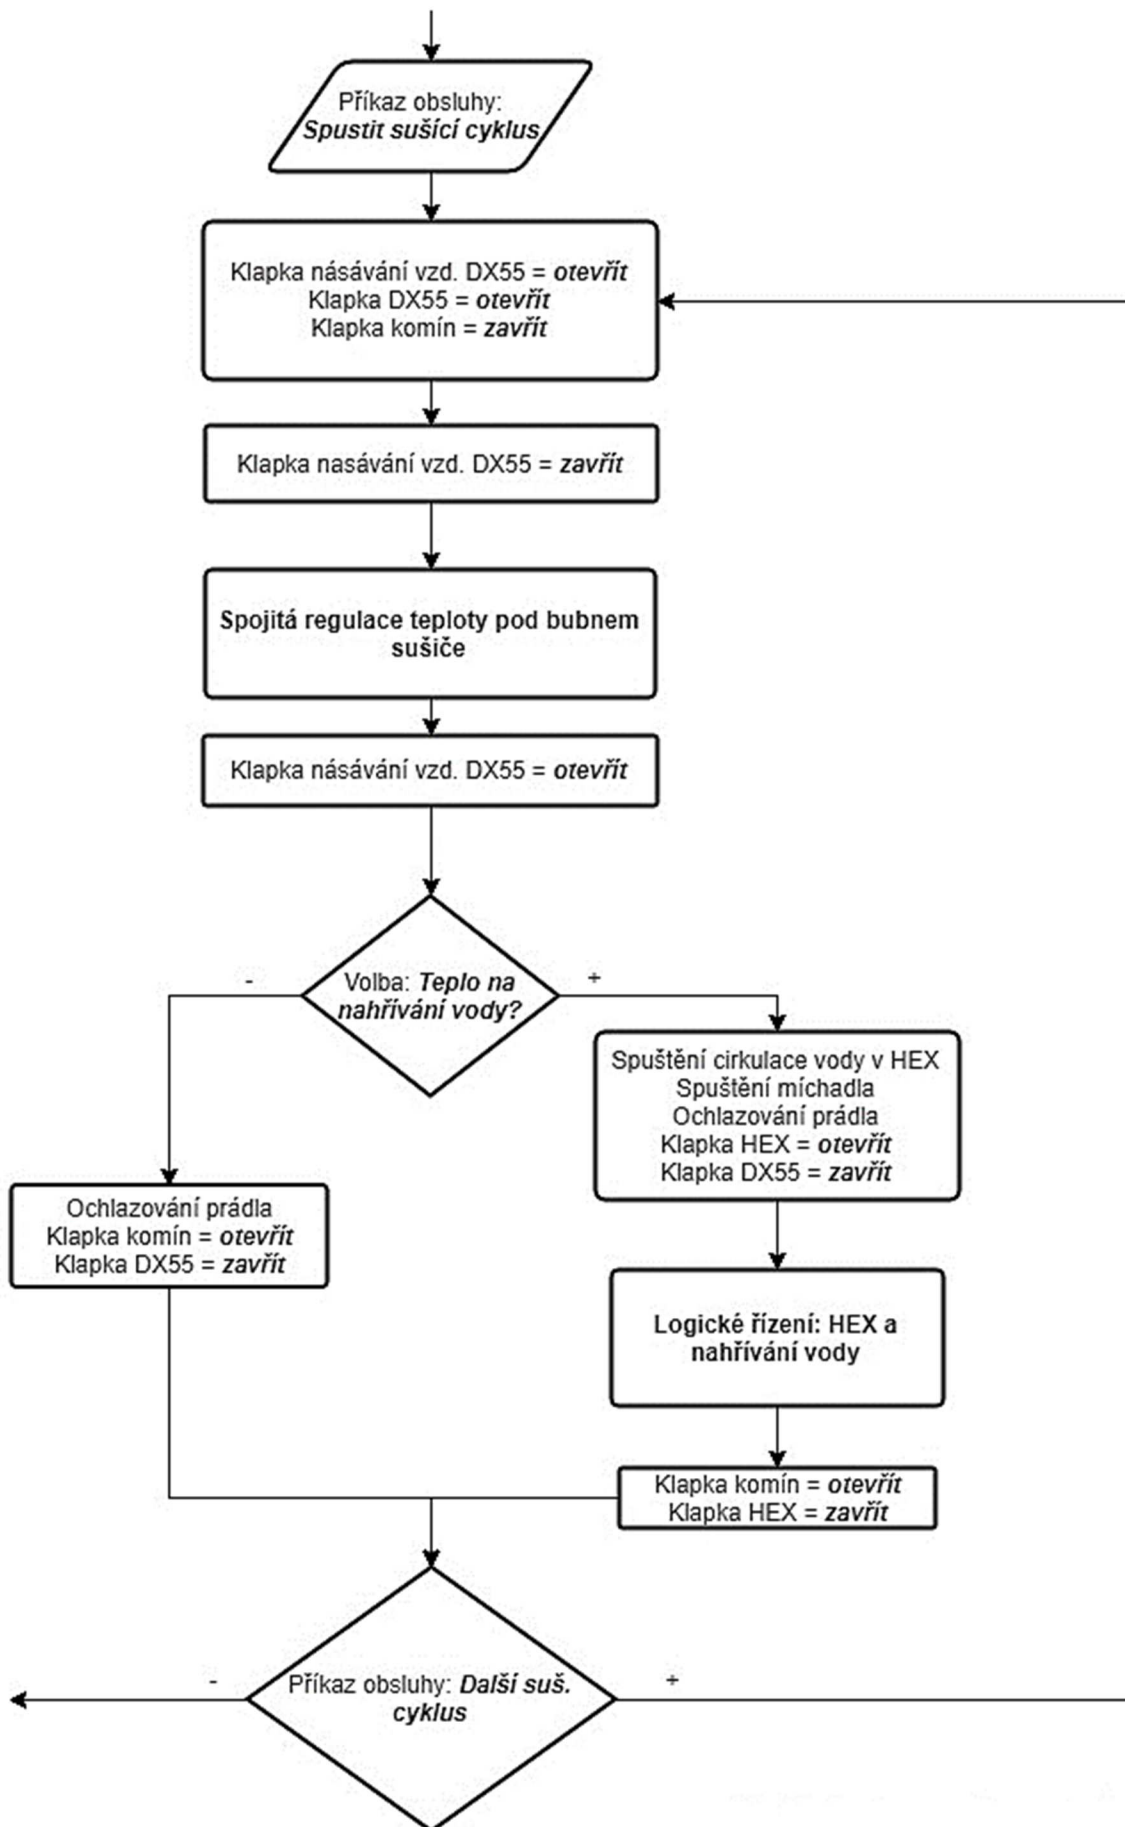 Příkaz obsluhy:
Spustit sušící cyklus
Klapka násávání vzd. DX55 = otevřít
Klapka DX55 = otevřít
Klapka komín = zavřít
Klapka nasávání vzd. DX55 = zavřít
Spojitá regulace teploty pod bubnem
sušiče
Klapka násávání vzd. DX55 = otevřít
-
Volba: Teplo na
nahřívání vody?
+
Spuštění cirkulace vody v HEX
Spuštění míchadla
Ochlazování prádla
Klapka HEX = otevřít
Klapka DX55 = zavřít
Ochlazování prádla
Klapka komín = otevřít
Klapka DX55 = zavřít
Logické řízení: HEX a
nahřívání vody
Klapka komín = otevřít
Klapka HEX = zavřít
-
Příkaz obsluhy: Další suš.
cyklus
+